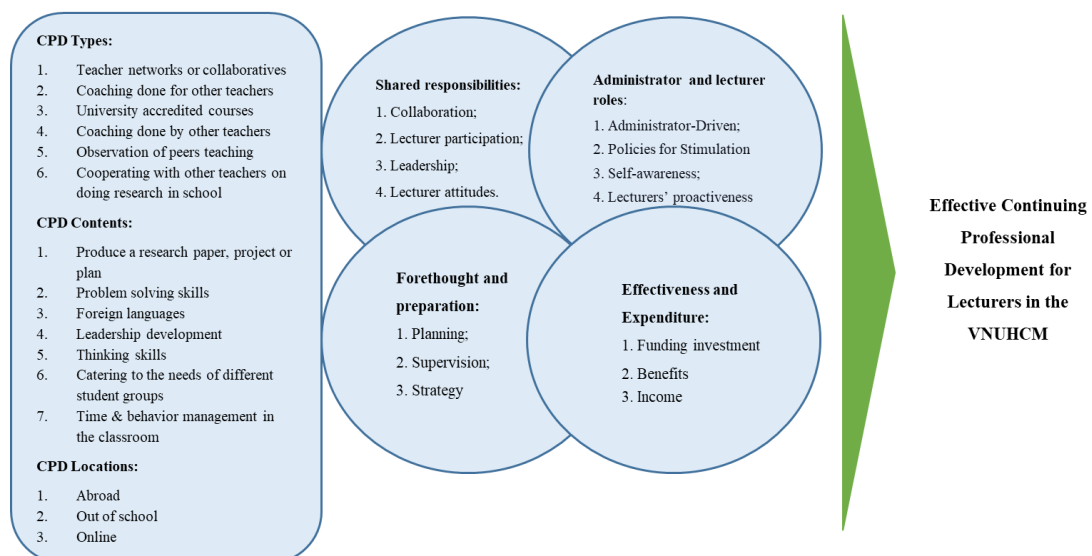 CPD Types:
1. Teacher networks or collaboratives
2. Coaching done for other teachers
3. University accredited courses
4. Coaching done by other teachers
5. Observation of peers teaching
6. Cooperating with other teachers on
doing research in school
CPD Contents:
1. Produce a research paper, project or
plan
2. Problem solving skills
3. Foreign languages
4. Leadership development
5. Thinking skills
6. Catering to the needs of different
student groups
7. Time & behavior management in
the classroom
CPD Locations:
1. Abroad
2. Out of school
3. Online
Shared responsibilities:
1. Collaboration;
2. Lecturer participation;
3. Leadership;
4. Lecturer attitudes.
Administrator and lecturer
roles:
1. Administrator-Driven;
2. Policies for Stimulation
3. Self-awareness;
4. Lecturers’ proactiveness
Forethought and
preparation:
1. Planning;
2. Supervision;
3. Strategy
Effectiveness and
Expenditure:
1. Funding investment
2. Benefits
3. Income
Effective Continuing
Professional
Development for
Lecturers in the
VNUHCM